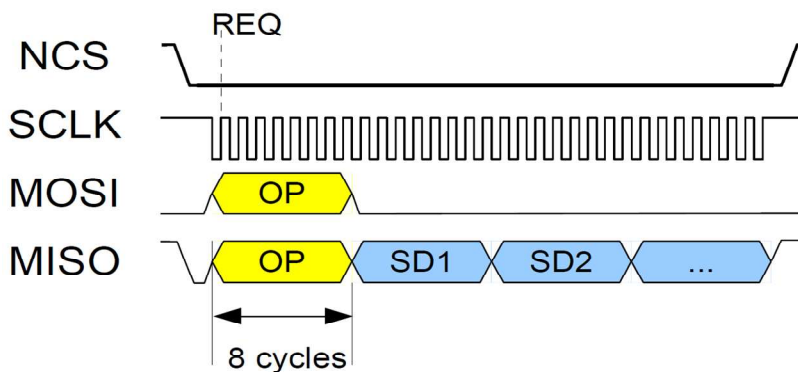 REQ
NCS
SCLK
MOSI OP
MISO OP SD1 SD2 ...
8 cycles